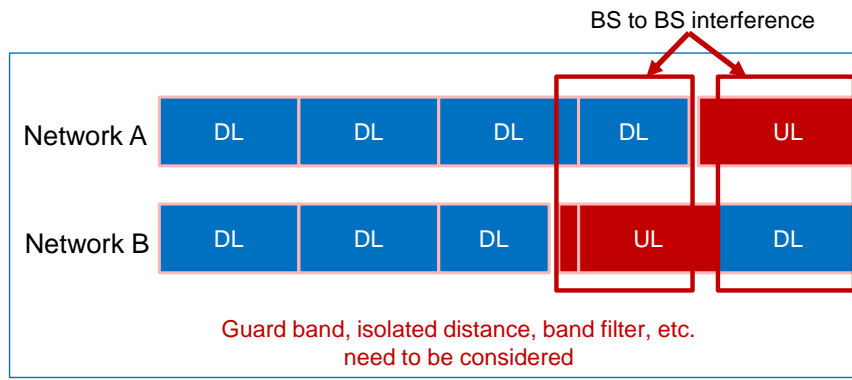 BS to BS interference
Network A DL DL DL DL UL
Network B DL DL DL UL DL
Guard band, isolated distance, band filter, etc.
need to be considered